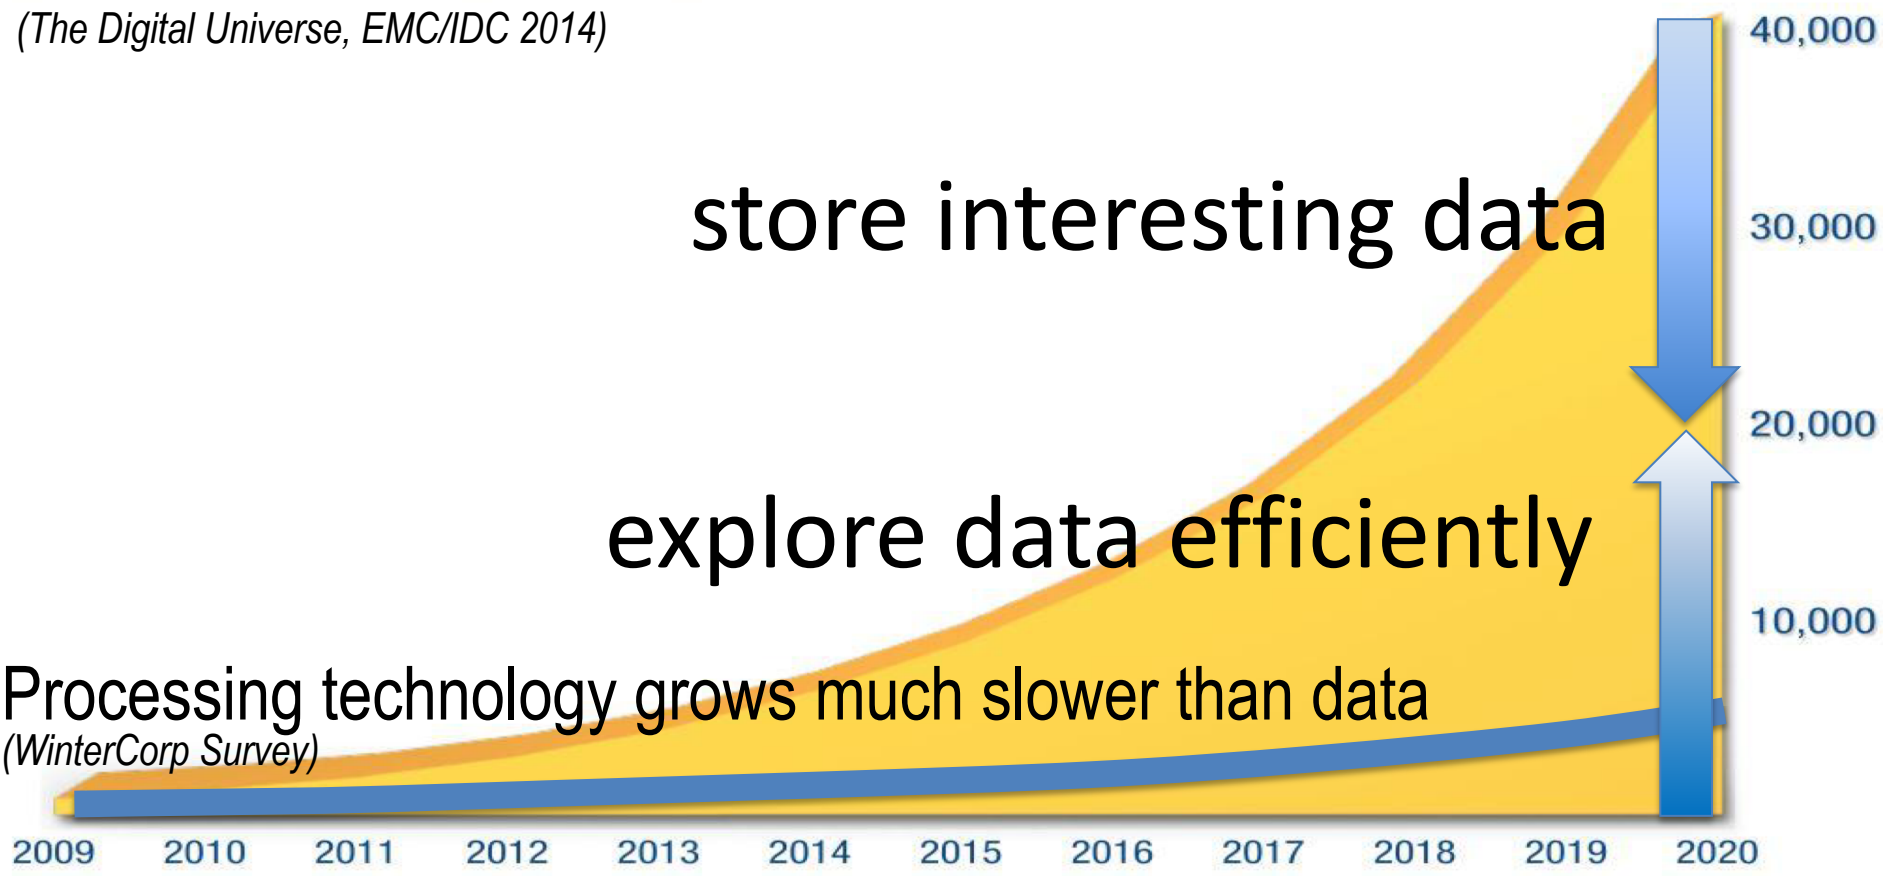 (The Digital Universe, EMC/IDC 2014)
40,000
store interesting data
30,000
20,000
explore data efficiently
10,000
Processing technology grows much slower than data
(WinterCorp Survey)
2009 2010 2011 2012 2013 2014 2015 2016 2017 2018 2019 2020